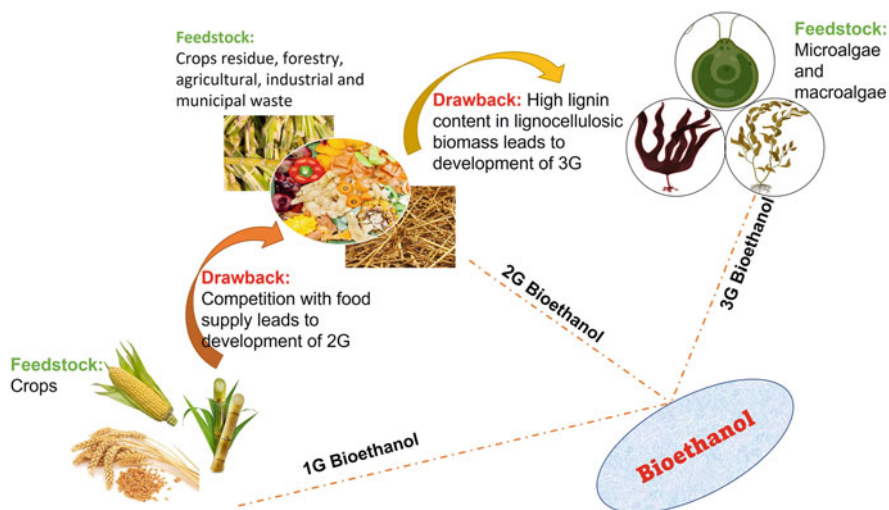 Feedstock:
Crops residue, forestry,
agricultural, industrial and
municipal waste
Drawback: High lignin
content in lignocellulosic
biomass leads to
development of 3G
Feedstock:
Microalgae
and
macroalgae
Drawback:
Competition with food
supply leads to
development of 2G
Feedstock:
Crops
2G Bioethanol
3G Bioethanol
1G Bioethanol
Bioethanol